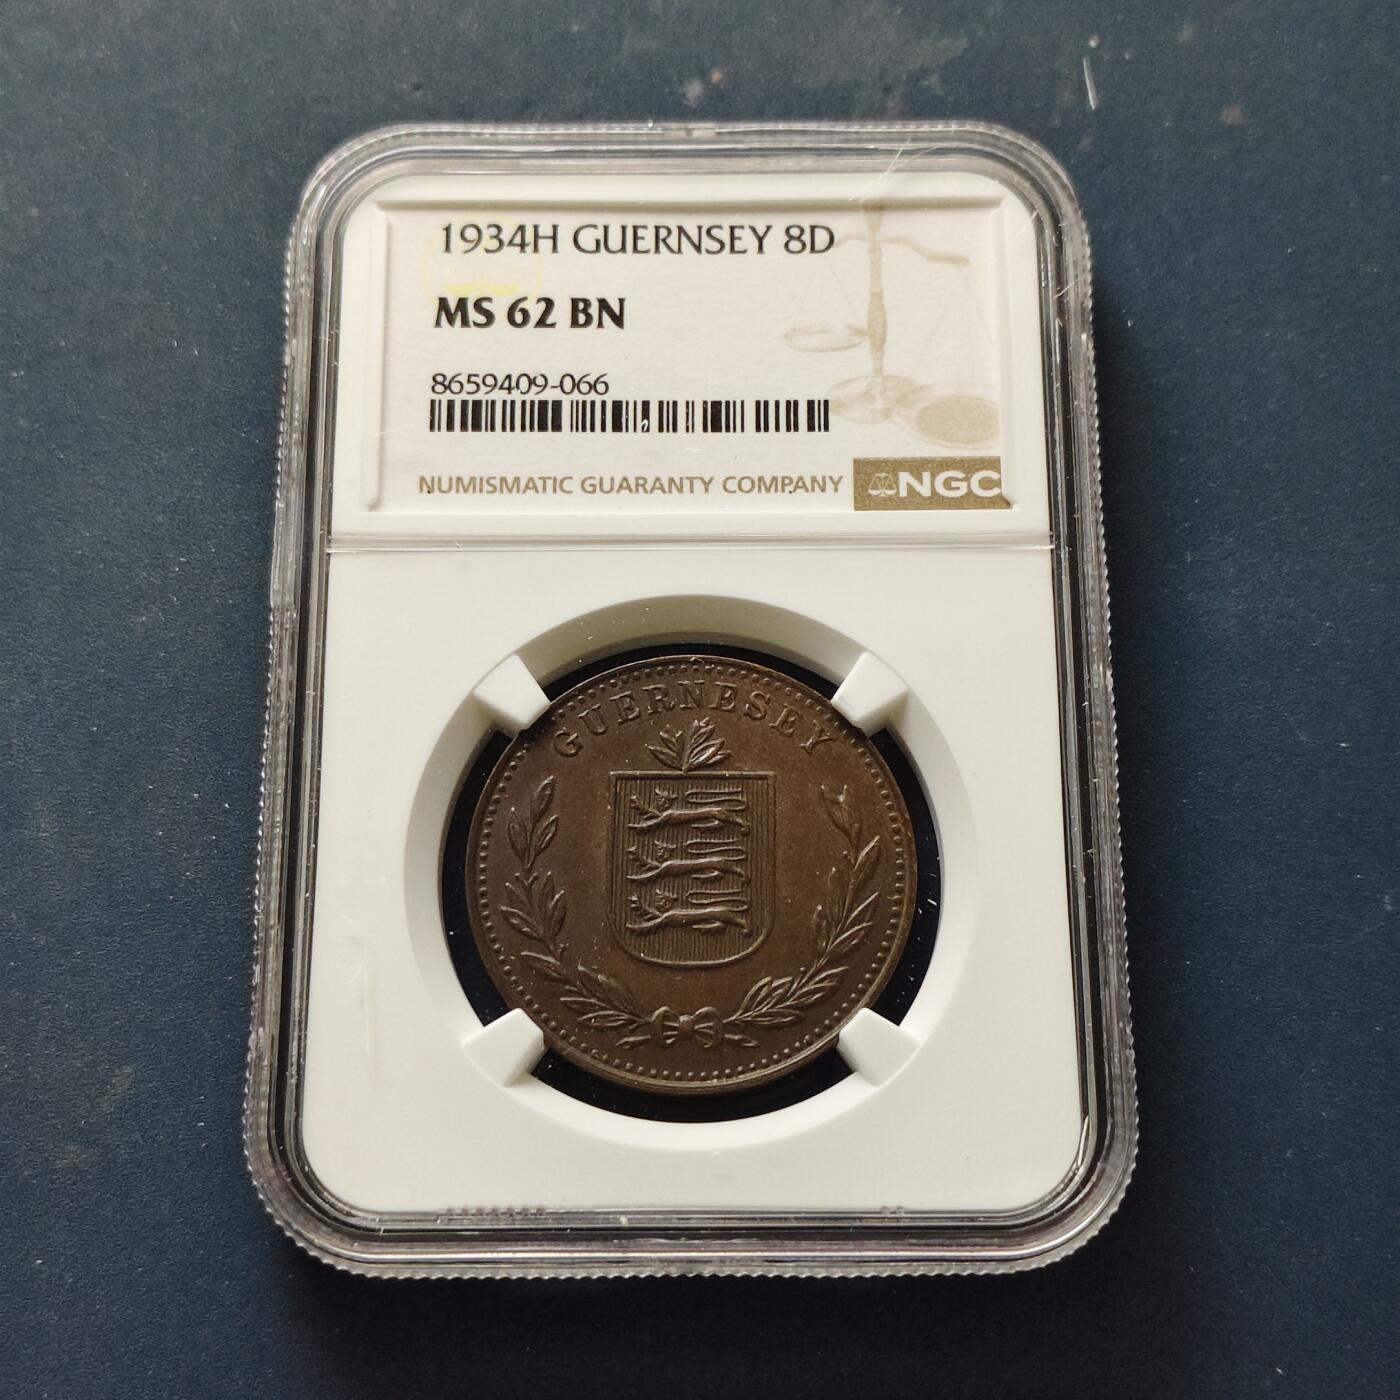 1934H GUERNSEY 8D
MS 62 BN
8659409-066
NUMISMATIC GUARANTY COMPANY NGC
GUERNESEY